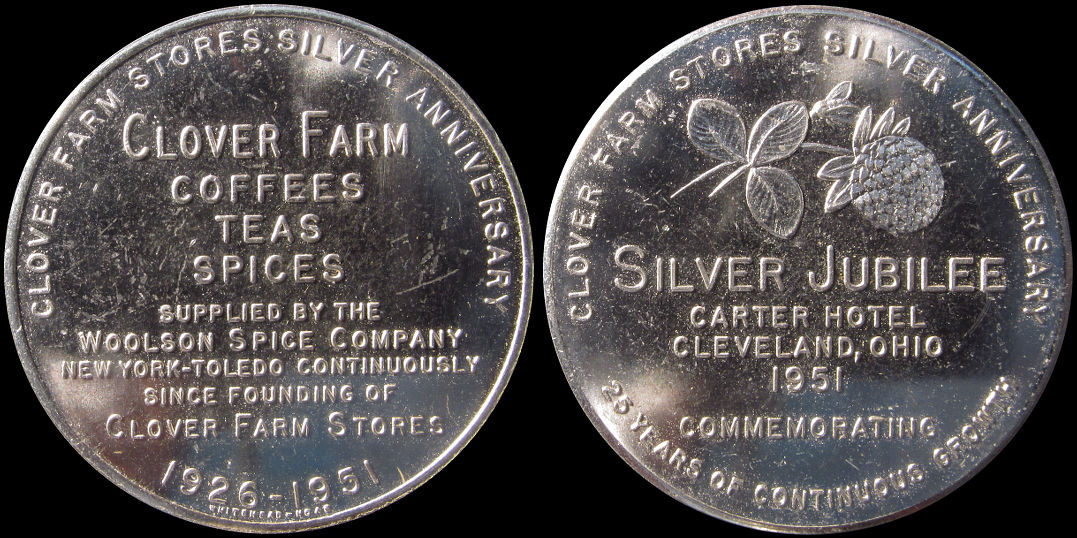 CLOVER FARM STORES SILVER ANNIVERSARY
CLOVER FARM
COFFEES
TEAS
SPICES
SUPPLIED BY THE
WOOLSON SPICE COMPANY
NEW YORK-TOLEDO CONTINUOUSLY
SINCE FOUNDING OF
CLOVER FARM STORES
1926-1951
WHITEHEAD-HOAG
CLOVER FARM STORES SILVER ANNIVERSARY
SILVER JUBILEE
CARTER HOTEL
CLEVELAND, OHIO
1951
COMMEMORATING
25 YEARS OF CONTINUOUS GROWTH